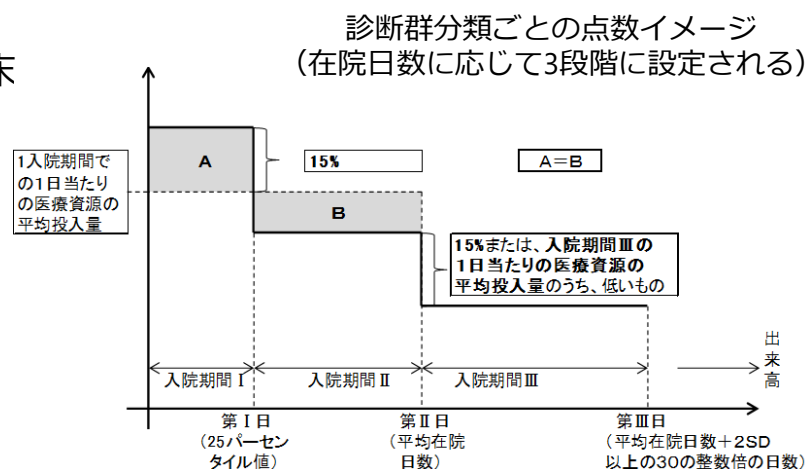 診断群分類ごとの点数イメージ
（在院日数に応じて3段階に設定される）
末
1入院期間で
の1日当たり
の医療資源の
平均投入量
A
15%
A＝B
B
15%または、入院期間Ⅲの
1日当たりの医療資源の
平均投入量のうち、低いもの
入院期間Ⅰ
入院期間Ⅱ
入院期間Ⅲ
出
来
高
第Ⅰ日
（25パーセン
タイル値）
第Ⅱ日
（平均在院
日数）
第Ⅲ日
（平均在院日数＋2SD
以上の30の整数倍の日数）